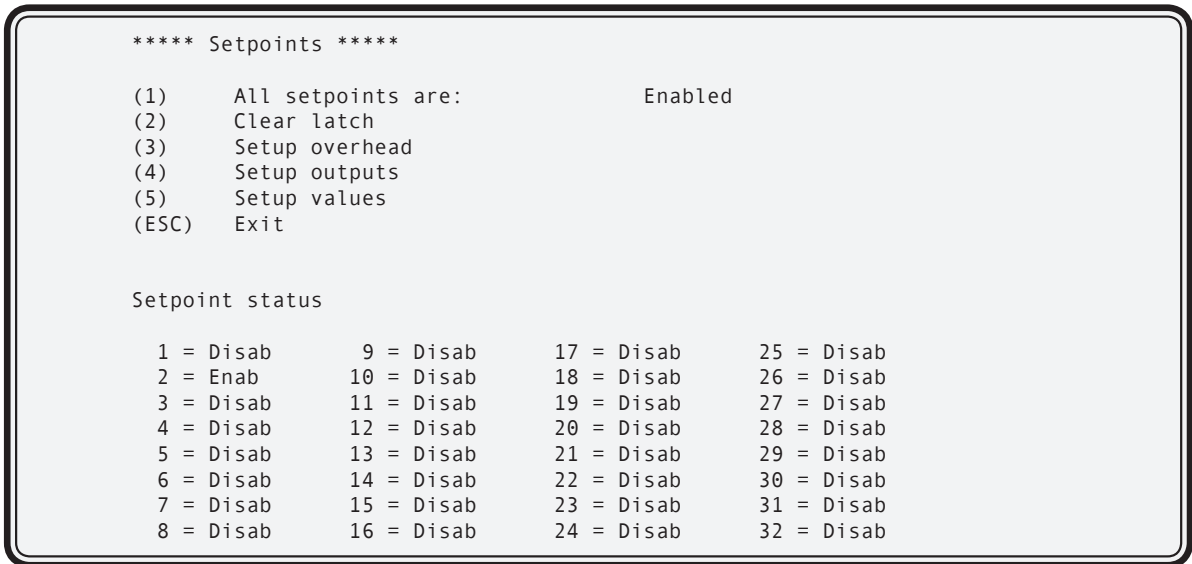 ***** Setpoints *****
(1) All setpoints are: Enabled
(2) Clear latch
(3) Setup overhead
(4) Setup outputs
(5) Setup values
(ESC) Exit
Setpoint status
1 = Disab 9 = Disab 17 = Disab 25 = Disab
2 = Enab 10 = Disab 18 = Disab 26 = Disab
3 = Disab 11 = Disab 19 = Disab 27 = Disab
4 = Disab 12 = Disab 20 = Disab 28 = Disab
5 = Disab 13 = Disab 21 = Disab 29 = Disab
6 = Disab 14 = Disab 22 = Disab 30 = Disab
7 = Disab 15 = Disab 23 = Disab 31 = Disab
8 = Disab 16 = Disab 24 = Disab 32 = Disab